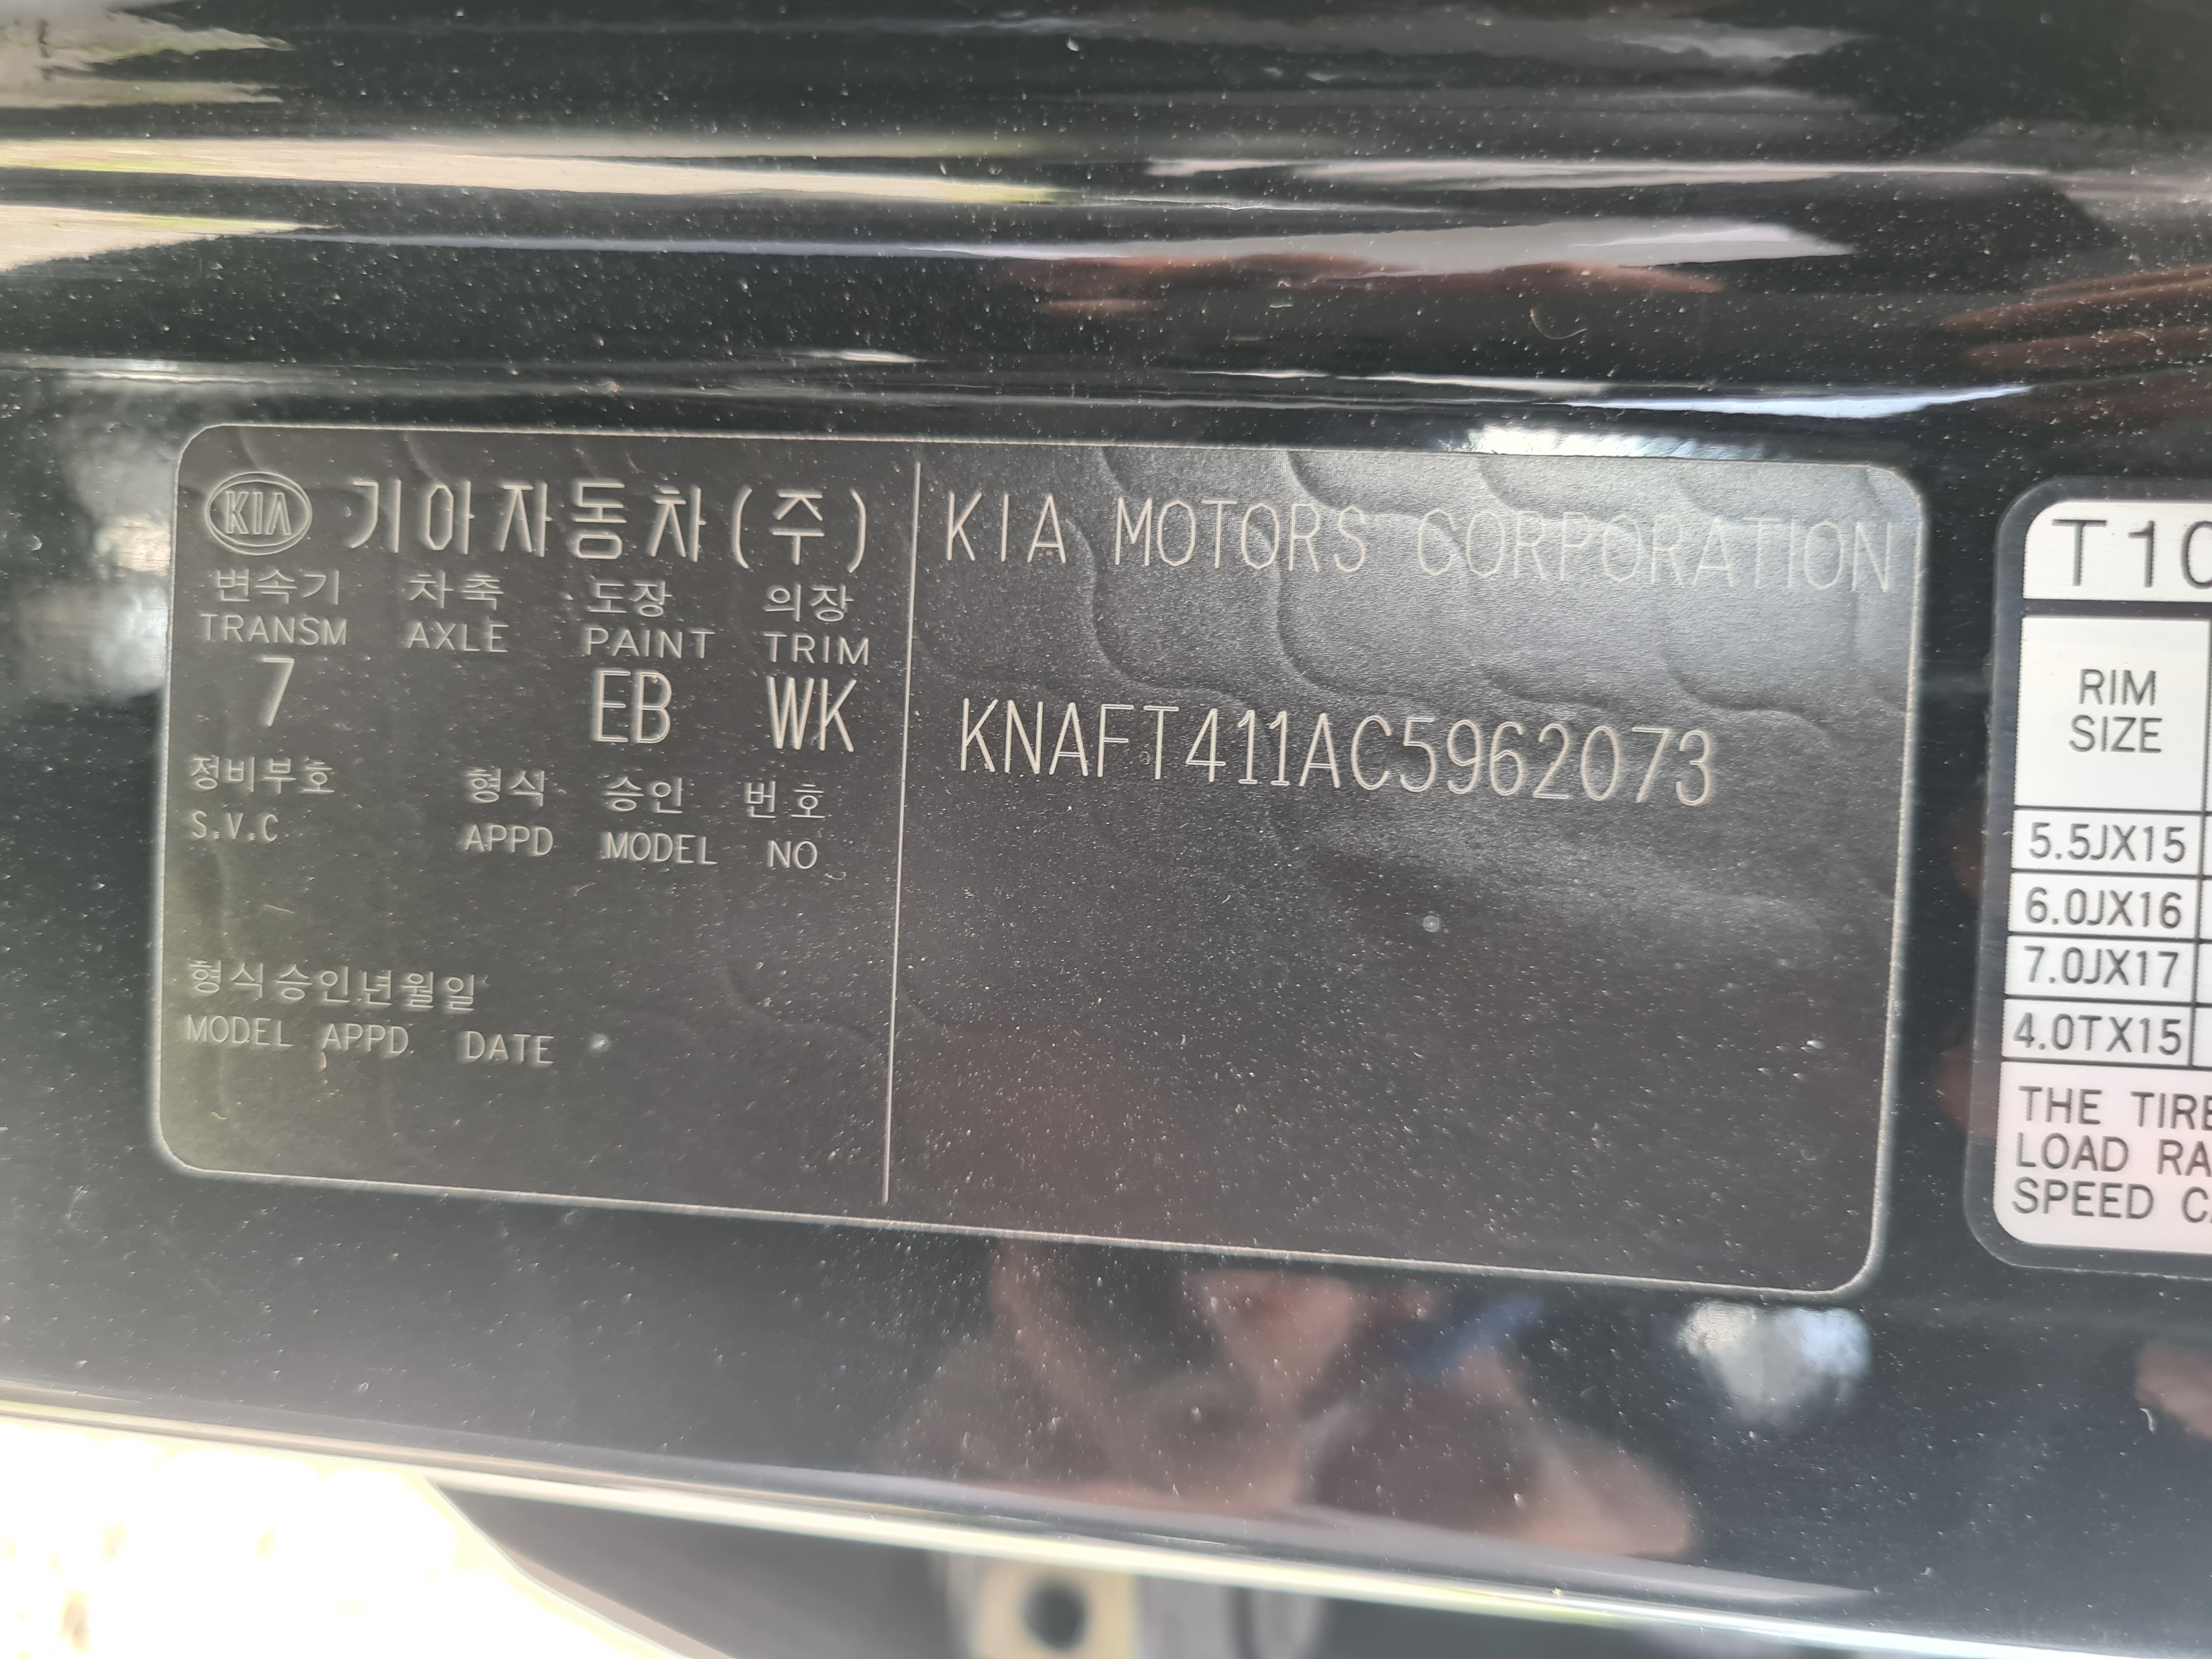 KIA 기아자동차(주)
변속기 차축 도장 의장
TRANSM AXLE PAINT TRIM
7 EB WK
정비부호 형식 승인 번호
S.V.C APPD MODEL NO
형식승인년월일
MODEL APPD. DATE
KIA MOTORS CORPORATION
KNAFT411AC5962073
T10
RIM
SIZE
5.5JX15
6.0JX16
7.0JX17
4.0TX15
THE TIRE
LOAD RA
SPEED CA